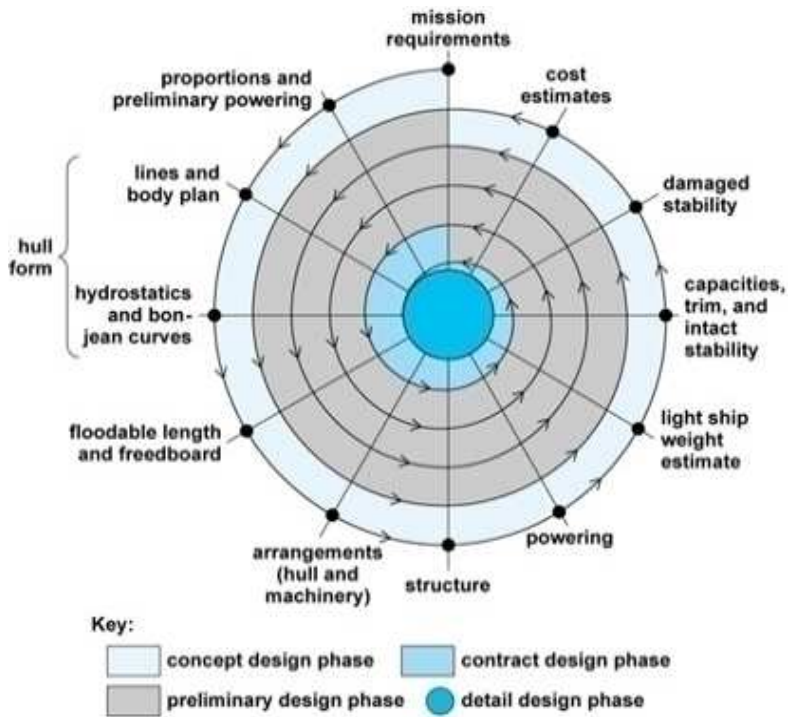 mission
requirements
cost
estimates
proportions and
preliminary powering
lines and
body plan
damaged
stability
hull
form
hydrostatics
and bon-
jean curves
capacities,
trim, and
intact
stability
floodable length
and freedboard
light ship
weight
estimate
powering
arrangements
(hull and
machinery)
structure
Key:
concept design phase
contract design phase
preliminary design phase
detail design phase